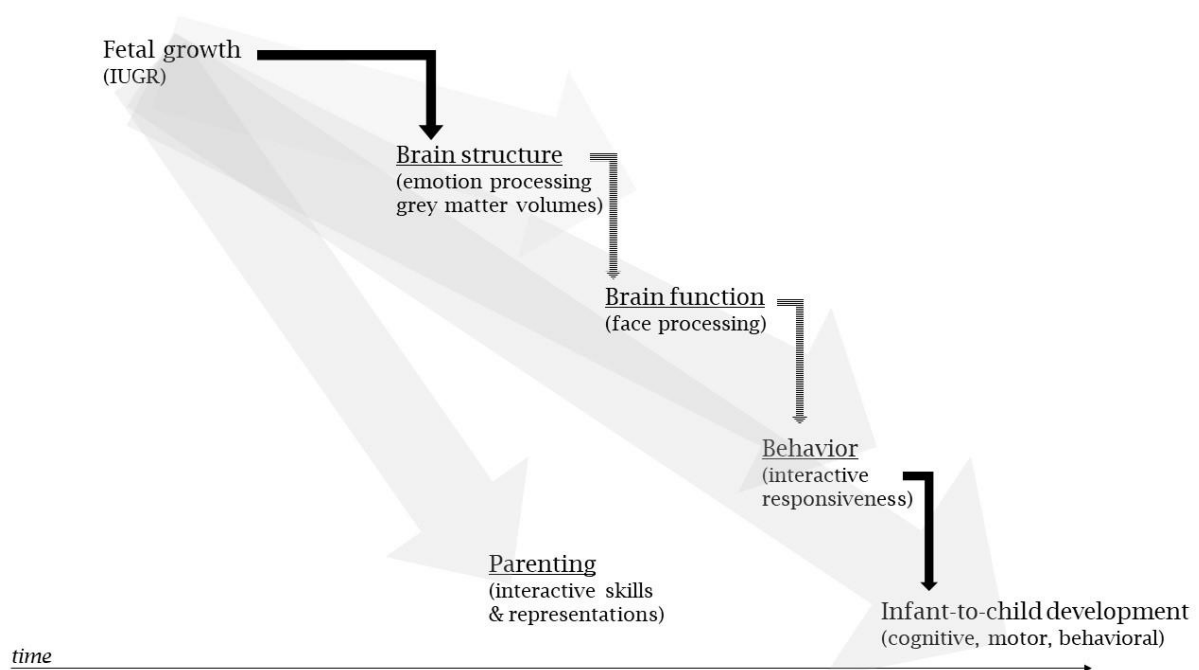 Fetal growth
(IUGR)
Brain structure
(emotion processing
grey matter volumes)
Brain function
(face processing)
Behavior
(interactive
responsiveness)
Parenting
(interactive skills
& representations)
Infant-to-child development
(cognitive, motor, behavioral)
time